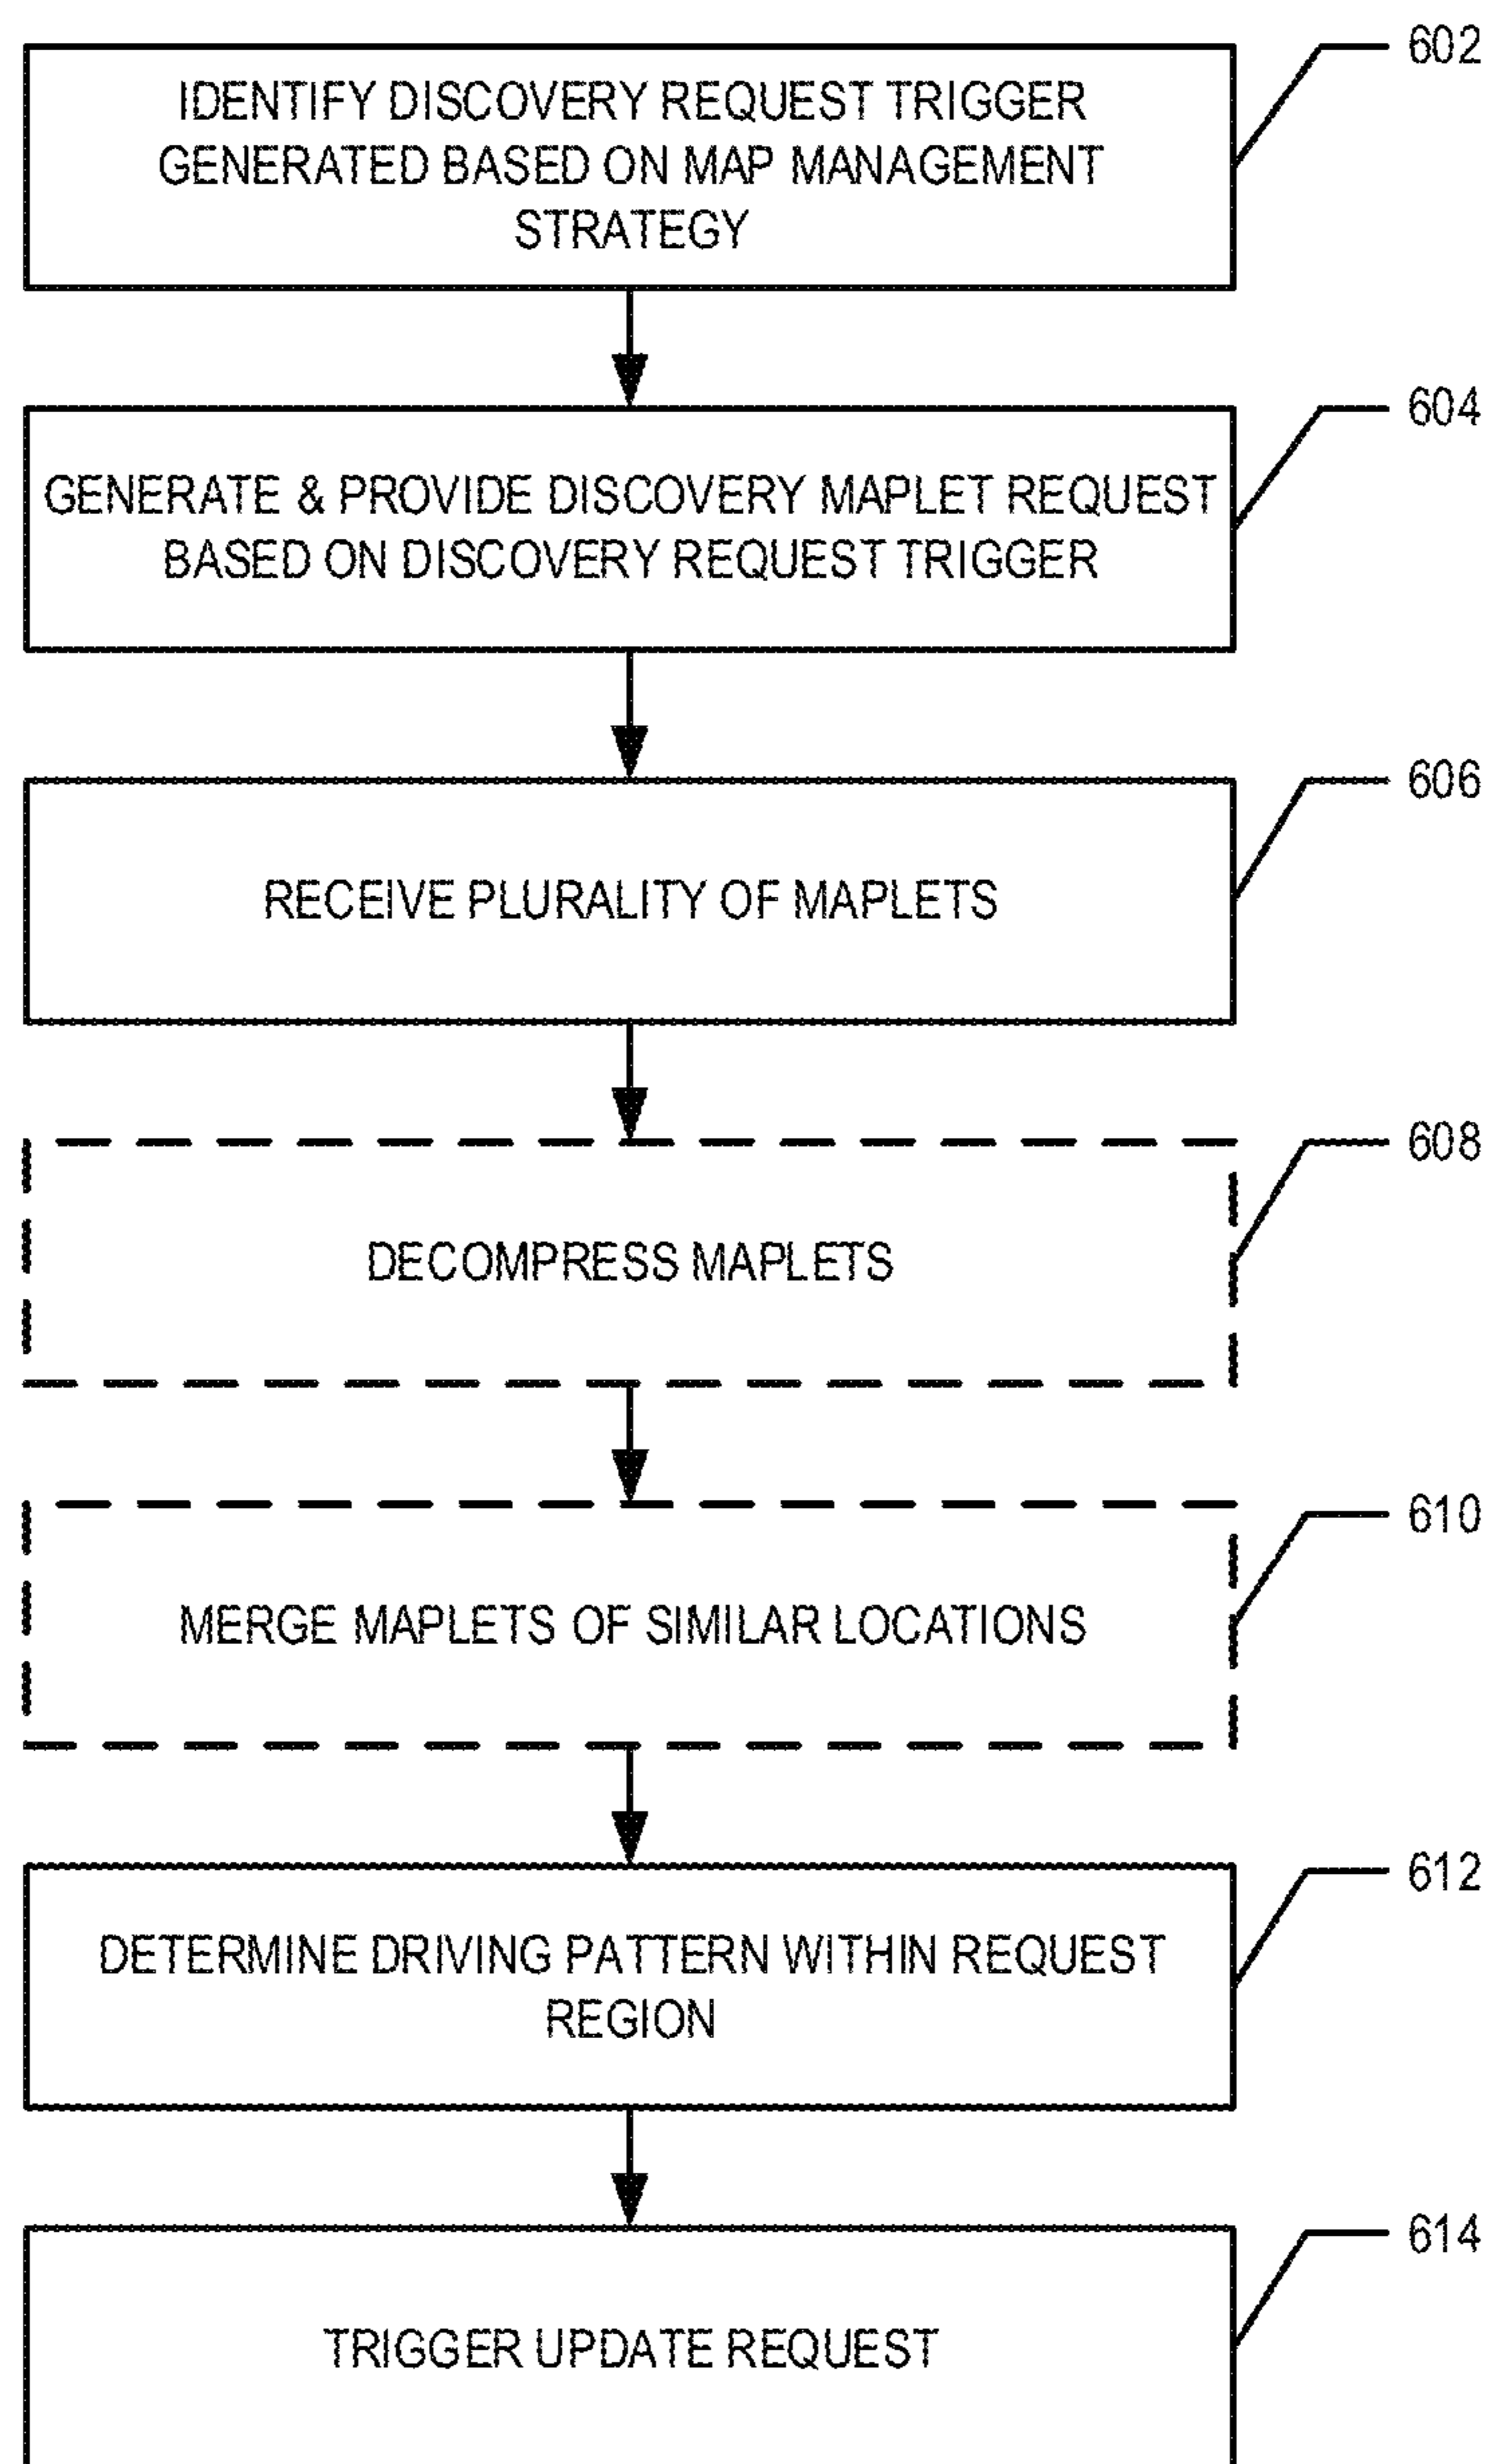 602
IDENTIFY DISCOVERY REQUEST TRIGGER
GENERATED BASED ON MAP MANAGEMENT
STRATEGY
604
GENERATE & PROVIDE DISCOVERY MAPLET REQUEST
BASED ON DISCOVERY REQUEST TRIGGER
606
RECEIVE PLURALITY OF MAPLETS
608
DECOMPRESS MAPLETS
610
MERGE MAPLETS OF SIMILAR LOCATIONS
612
DETERMINE DRIVING PATTERN WITHIN REQUEST
REGION
614
TRIGGER UPDATE REQUEST